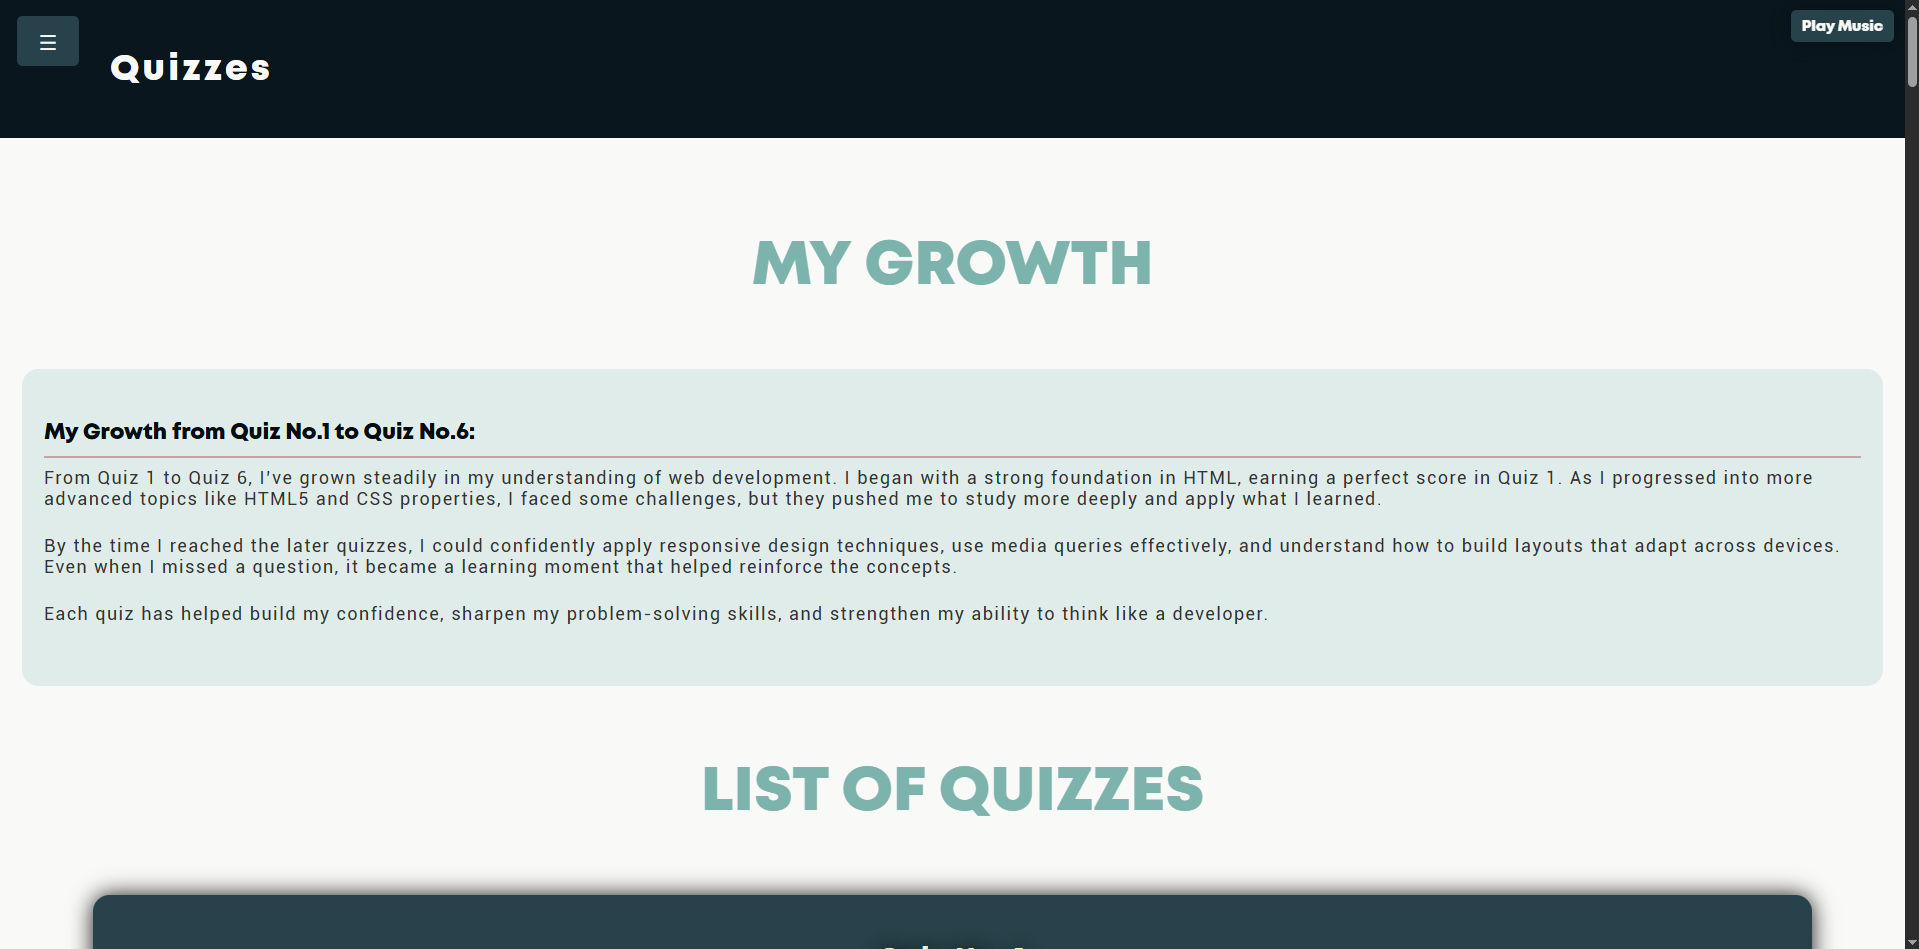 ☰
Play Music
Quizzes
MY GROWTH
My Growth from Quiz No.1 to Quiz No.6:
From Quiz 1 to Quiz 6, I've grown steadily in my understanding of web development. I began with a strong foundation in HTML, earning a perfect score in Quiz 1. As I progressed into more
advanced topics like HTML5 and CSS properties, I faced some challenges, but they pushed me to study more deeply and apply what I learned.
By the time I reached the later quizzes, I could confidently apply responsive design techniques, use media queries effectively, and understand how to build layouts that adapt across devices.
Even when I missed a question, it became a learning moment that helped reinforce the concepts.
Each quiz has helped build my confidence, sharpen my problem-solving skills, and strengthen my ability to think like a developer.
LIST OF QUIZZES